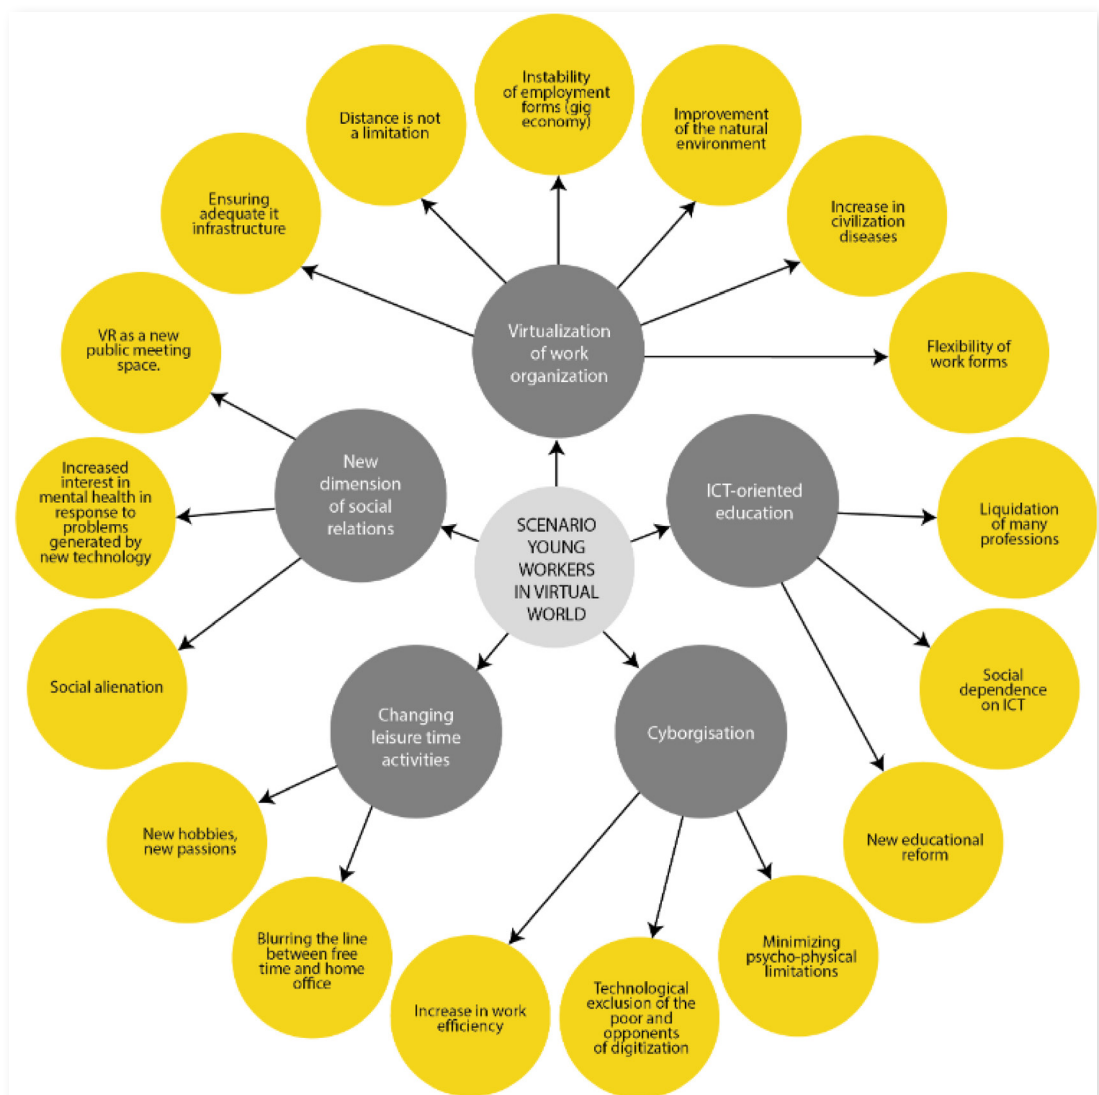 Instability
of employment
forms (gig
economy)
Distance is not
a limitation
Improvement
of the natural
environment
Ensuring
adequate it
infrastructure
Increase in
civilization
diseases
Virtualization
of work
organization
VR as a new
public meeting
space.
Flexibility of
work forms
New
dimension
of social
relations
ICT-oriented
education
Increased
interest in
mental health in
response to
problems
generated by
new technology
Liquidation
of many
professions
SCENARIO
YOUNG
WORKERS
IN VIRTUAL
WORLD
Social alienation
Social
dependence
on ICT
Changing
leisure time
activities
Cyborgisation
New hobbies,
new passions
New educational
reform
Blurring the line
between free
time and home
office
Minimizing
psycho-physical
limitations
Increase in work
efficiency
Technological
exclusion of the
poor and
opponents
of digitization